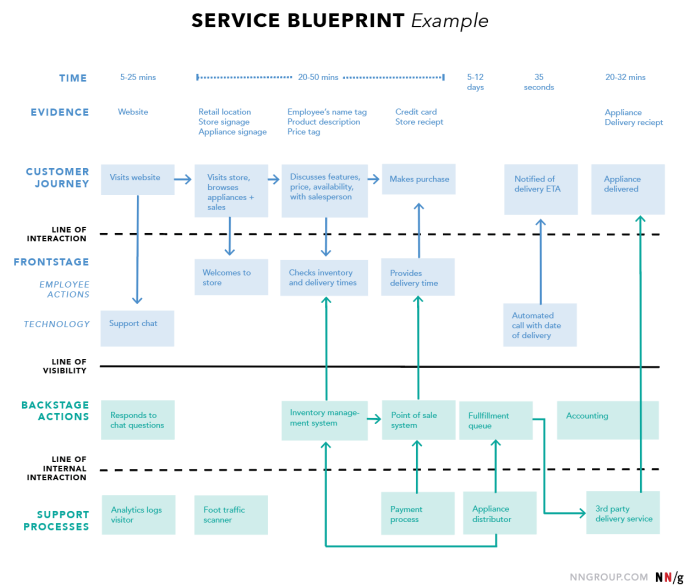 SERVICE BLUEPRINT Example
TIME
5-25 mins
20-50 mins
5-12
days
35
seconds
20-32 mins
EVIDENCE
Website
Retail location
Store signage
Appliance signage
Employee's name tag
Product description
Price tag
Credit card
Store reciept
Appliance
Delivery reciept
CUSTOMER
JOURNEY
Visits website
Visits store,
browses
appliances +
sales
Discusses features,
price, availability,
with salesperson
Makes purchase
Notified of
delivery ETA
Appliance
delivered
LINE OF
INTERACTION
FRONTSTAGE
EMPLOYEE
ACTIONS
Welcomes to
store
Checks inventory
and delivery times
Provides
delivery time
TECHNOLOGY
Support chat
Automated
call with date
of delivery
LINE OF
VISIBILITY
BACKSTAGE
ACTIONS
Responds to
chat questions
Inventory manage-
ment system
Point of sale
system
Fullfillment
queue
Accounting
LINE OF
INTERNAL
INTERACTION
SUPPORT
PROCESSES
Analytics logs
visitor
Foot traffic
scanner
Payment
process
Appliance
distributor
3rd party
delivery service
NNGROUP.COM NN/g